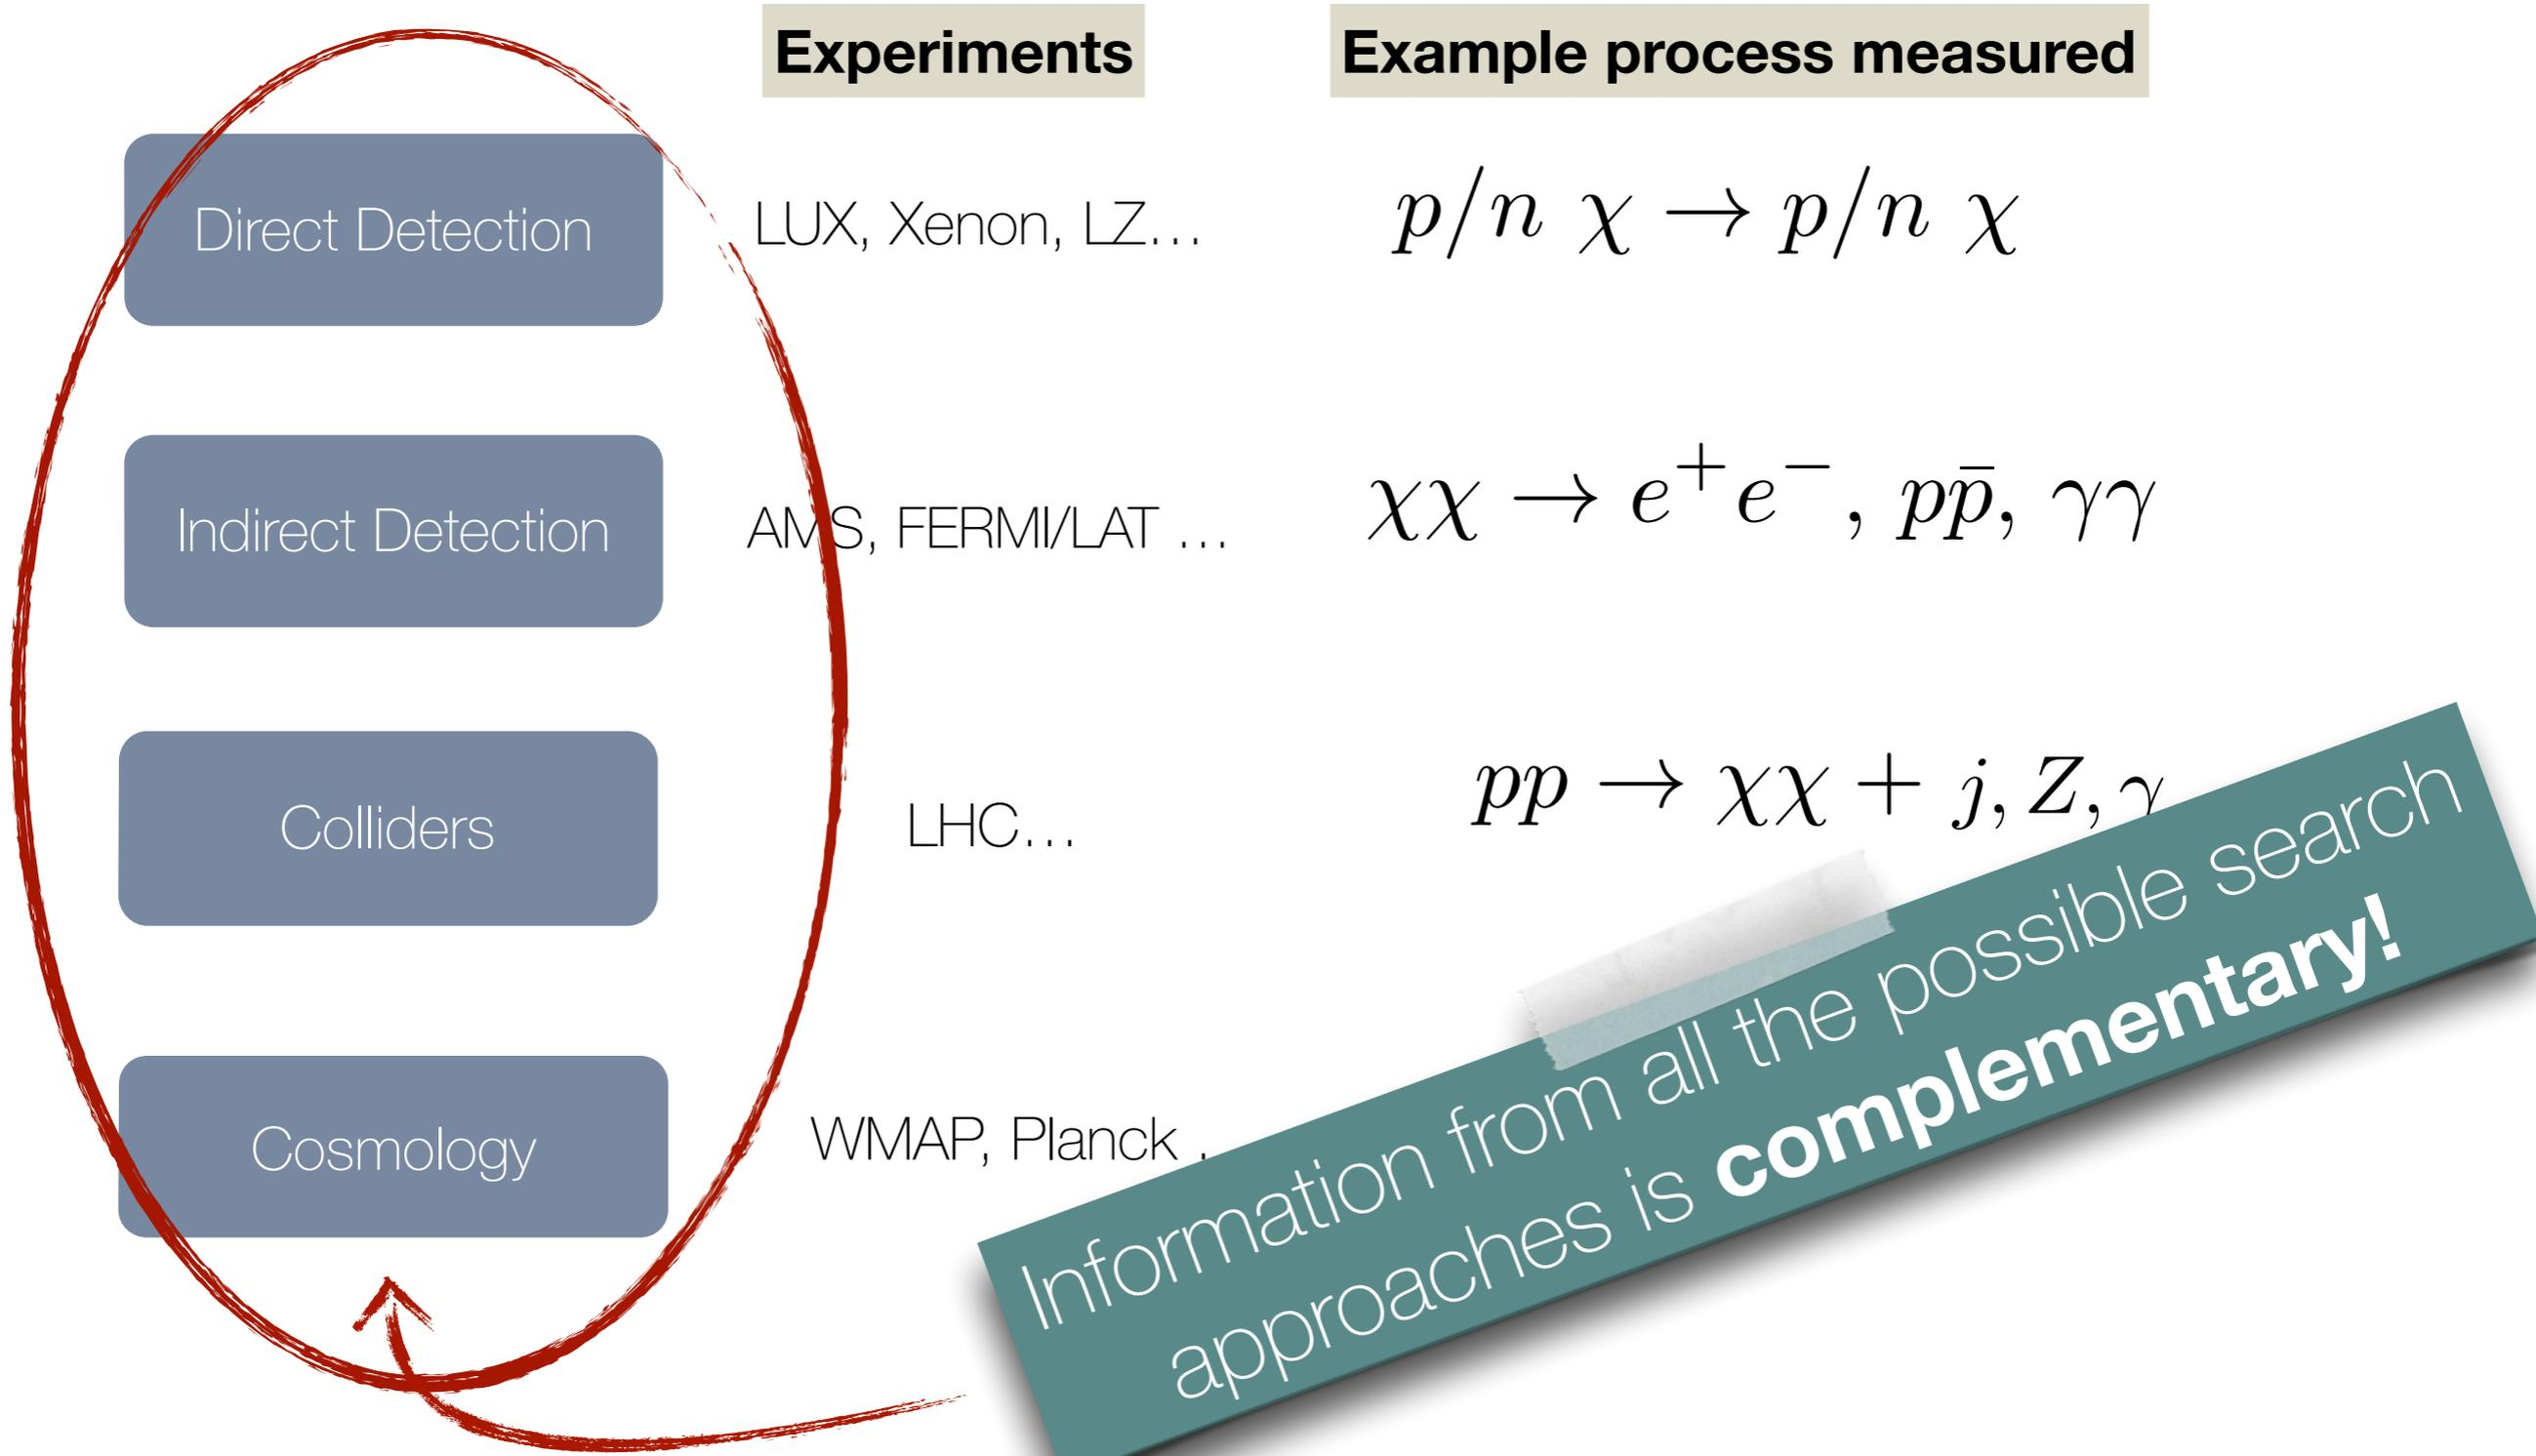 Experiments Example process measured
Direct Detection LUX, Xenon, LZ... p/n χ → p/n χ
Indirect Detection AMS, FERMI/LAT ... χχ → e⁺e⁻, pp̄, γγ
Colliders LHC... pp → χχ + j, Z, γ
Cosmology WMAP, Planck .
Information from all the possible search
approaches is complementary!